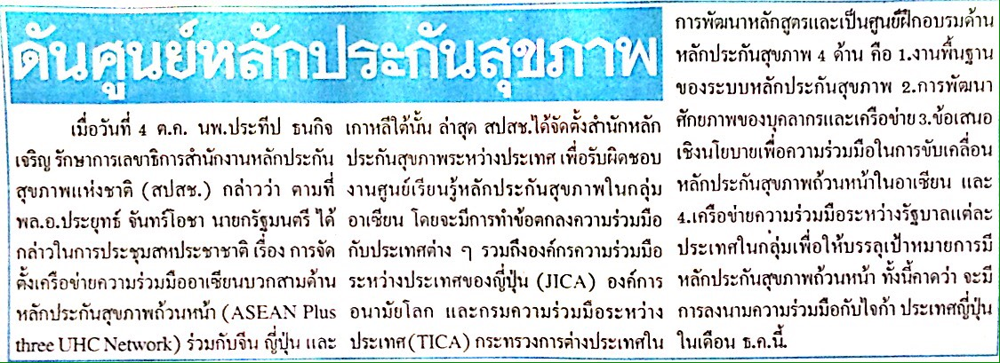 ดันศูนย์หลักประกันสุขภาพ
เมื่อวันที่ 4 ต.ค. นพ.ประทีป ธนกิจ
เจริญ รักษาการเลขาธิการสำนักงานหลักประกัน
สุขภาพแห่งชาติ (สปสช.) กล่าวว่า ตามที่
พล.อ.ประยุทธ์ จันทร์โอชา นายกรัฐมนตรี ได้
กล่าวในการประชุมสหประชาชาติ เรื่อง การจัด
ตั้งเครือข่ายความร่วมมืออาเซียนบวกสามด้าน
หลักประกันสุขภาพถ้วนหน้า (ASEAN Plus
three UHC Network) ร่วมกับจีน ญี่ปุ่น และ
เกาหลีใต้นั้น ล่าสุด สปสช.ได้จัดตั้งสำนักหลัก
ประกันสุขภาพระหว่างประเทศ เพื่อรับผิดชอบ
งานศูนย์เรียนรู้หลักประกันสุขภาพในกลุ่ม
อาเซียน โดยจะมีการทำข้อตกลงความร่วมมือ
กับประเทศต่าง ๆ รวมถึงองค์กรความร่วมมือ
ระหว่างประเทศของญี่ปุ่น (JICA) องค์การ
อนามัยโลก และกรมความร่วมมือระหว่าง
ประเทศ (TICA) กระทรวงการต่างประเทศใน
การพัฒนาหลักสูตรและเป็นศูนย์ฝึกอบรมด้าน
หลักประกันสุขภาพ 4 ด้าน คือ 1.งานพื้นฐาน
ของระบบหลักประกันสุขภาพ 2.การพัฒนา
ศักยภาพของบุคลากรและเครือข่าย 3.ข้อเสนอ
เชิงนโยบายเพื่อความร่วมมือในการขับเคลื่อน
หลักประกันสุขภาพถ้วนหน้าในอาเซียน และ
4.เครือข่ายความร่วมมือระหว่างรัฐบาลแต่ละ
ประเทศในกลุ่มเพื่อให้บรรลุเป้าหมายการมี
หลักประกันสุขภาพถ้วนหน้า ทั้งนี้คาดว่า จะมี
การลงนามความร่วมมือกับไจก้า ประเทศญี่ปุ่น
ในเดือน ธ.ค.นี้.